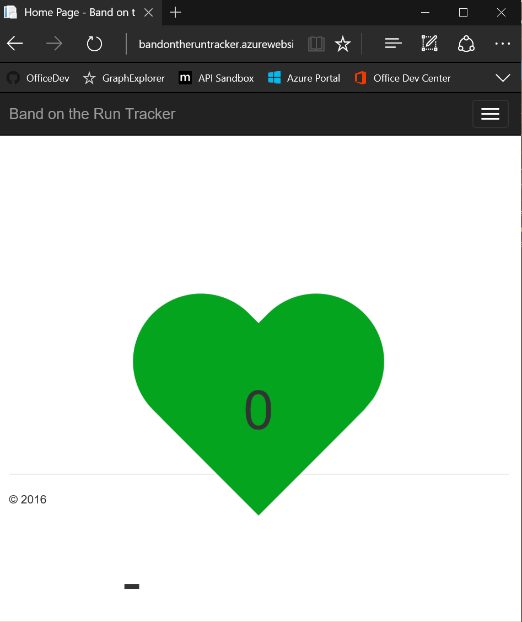 Home Page - Band on t
bandontheruntracker.azurewebsi
OfficeDev GraphExplorer m API Sandbox Azure Portal Office Dev Center
Band on the Run Tracker
0
© 2016
-